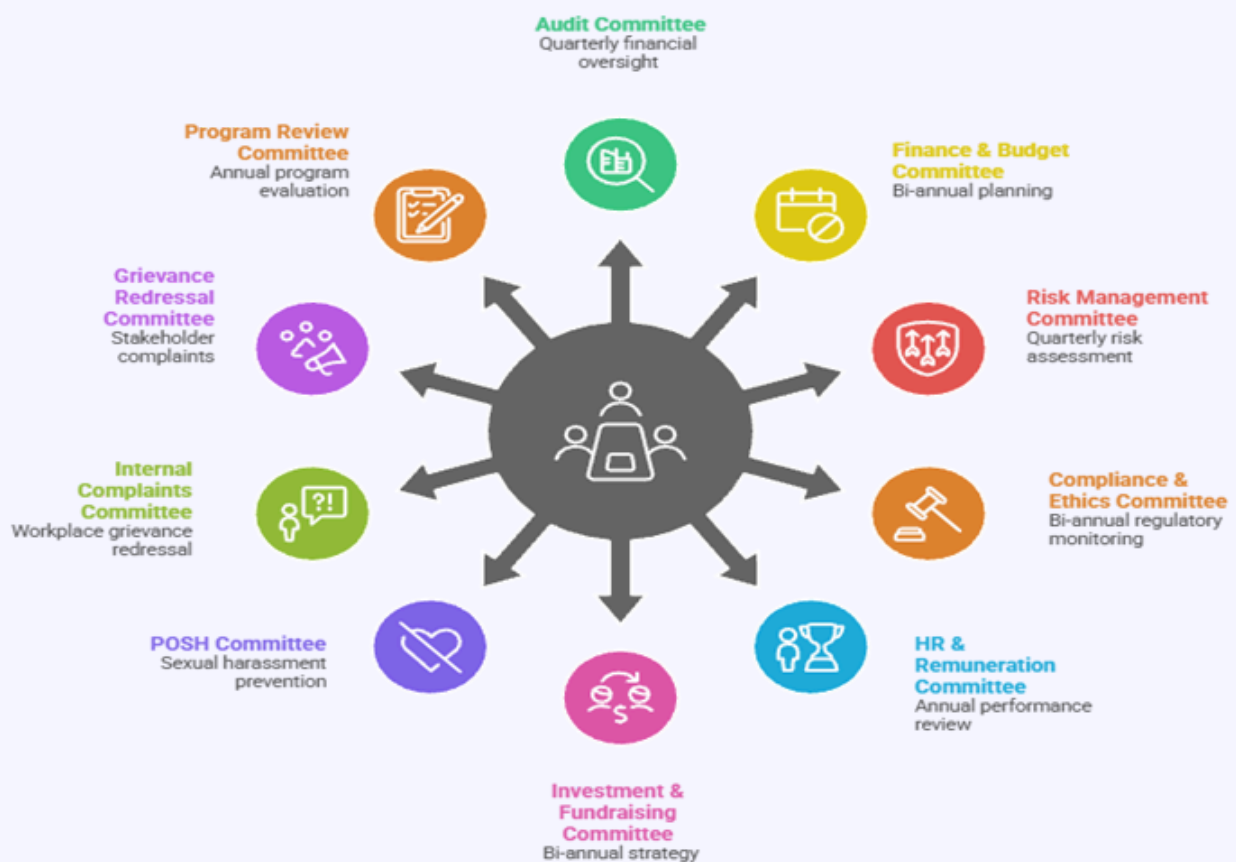 Audit Committee
Quarterly financial
oversight
Program Review
Committee
Annual program
evaluation
Finance & Budget
Committee
Bi-annual planning
Grievance
Redressal
Committee
Stakeholder
complaints
Risk Management
Committee
Quarterly risk
assessment
Internal
Complaints
Committee
Workplace grievance
redressal
?!
Compliance &
Ethics Committee
Bi-annual regulatory
monitoring
POSH Committee
Sexual harassment
prevention
HR &
Remuneration
Committee
Annual performance
review
$
Investment &
Fundraising
Committee
Bi-annual strategy